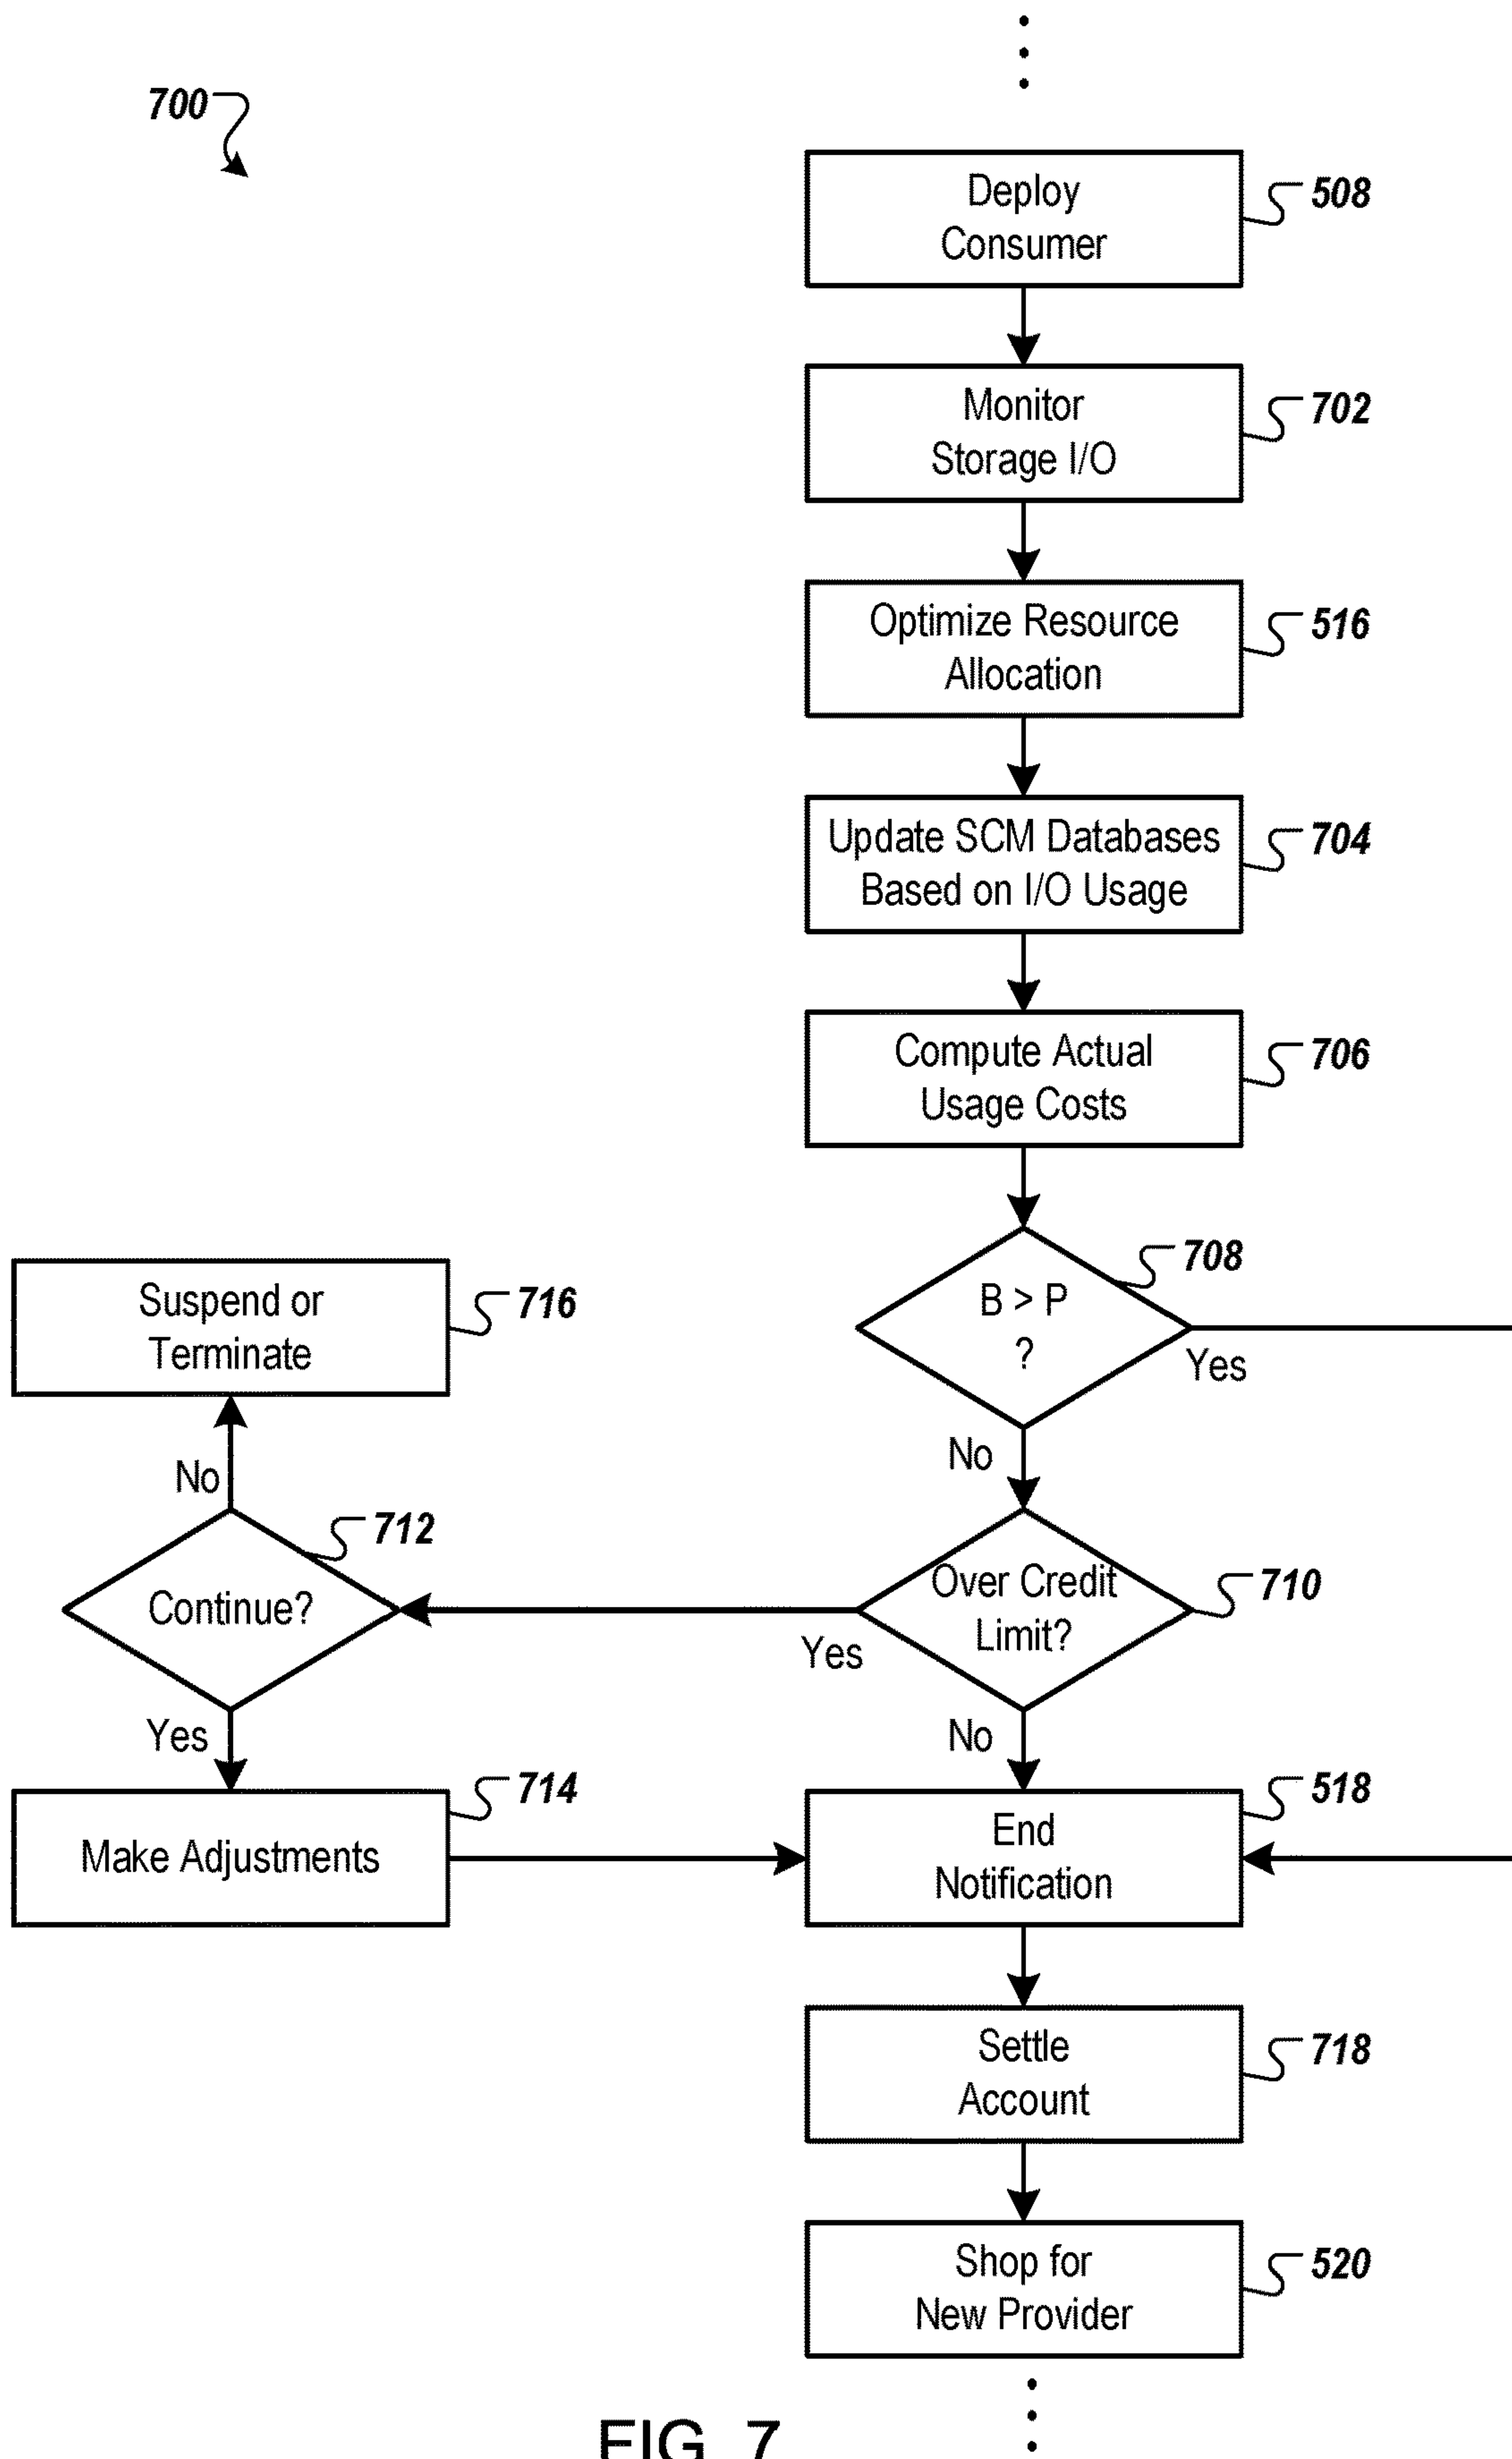 700
Deploy
Consumer
508
Monitor
Storage I/O
702
Optimize Resource
Allocation
516
Update SCM Databases
Based on I/O Usage
704
Compute Actual
Usage Costs
706
B > P
?
708
Yes
No
Suspend or
Terminate
716
No
Continue?
712
Yes
Over Credit
Limit?
710
Yes
No
Make Adjustments
714
End
Notification
518
Settle
Account
718
Shop for
New Provider
520
FIG. 7